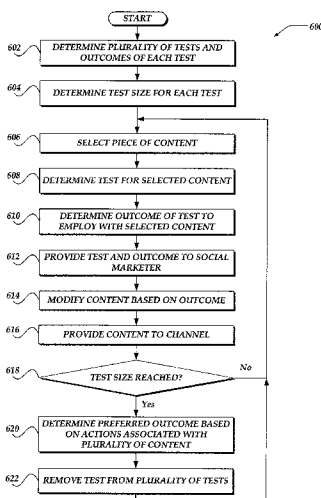 START
600
602
DETERMINE PLURALITY OF TESTS AND
OUTCOMES OF EACH TEST
604
DETERMINE TEST SIZE FOR EACH TEST
606
SELECT PIECE OF CONTENT
608
DETERMINE TEST FOR SELECTED CONTENT
610
DETERMINE OUTCOME OF TEST TO
EMPLOY WITH SELECTED CONTENT
612
PROVIDE TEST AND OUTCOME TO SOCIAL
MARKETER
614
MODIFY CONTENT BASED ON OUTCOME
616
PROVIDE CONTENT TO CHANNEL
618
TEST SIZE REACHED?
No
Yes
620
DETERMINE PREFERRED OUTCOME BASED
ON ACTIONS ASSOCIATED WITH
PLURALITY OF CONTENT
622
REMOVE TEST FROM PLURALITY OF TESTS